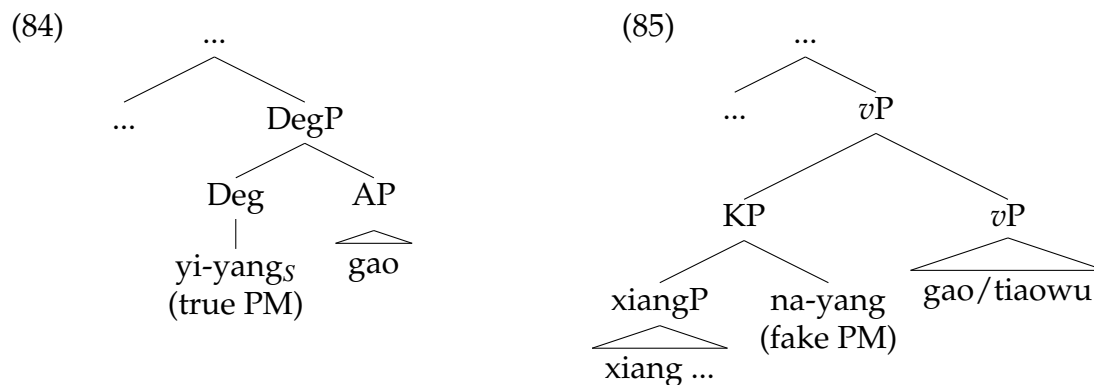 (84)
...
... DegP
Deg AP
yi-yangS gao
(true PM)
(85)
...
... vP
KP vP
xiangP na-yang gao/tiaowu
(fake PM)
xiang ...